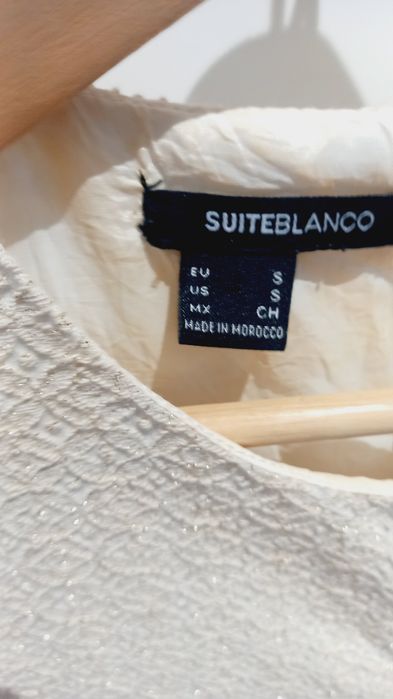 SUITEBLANCO
EU S
US S
MX CH
MADE IN MOROCCO